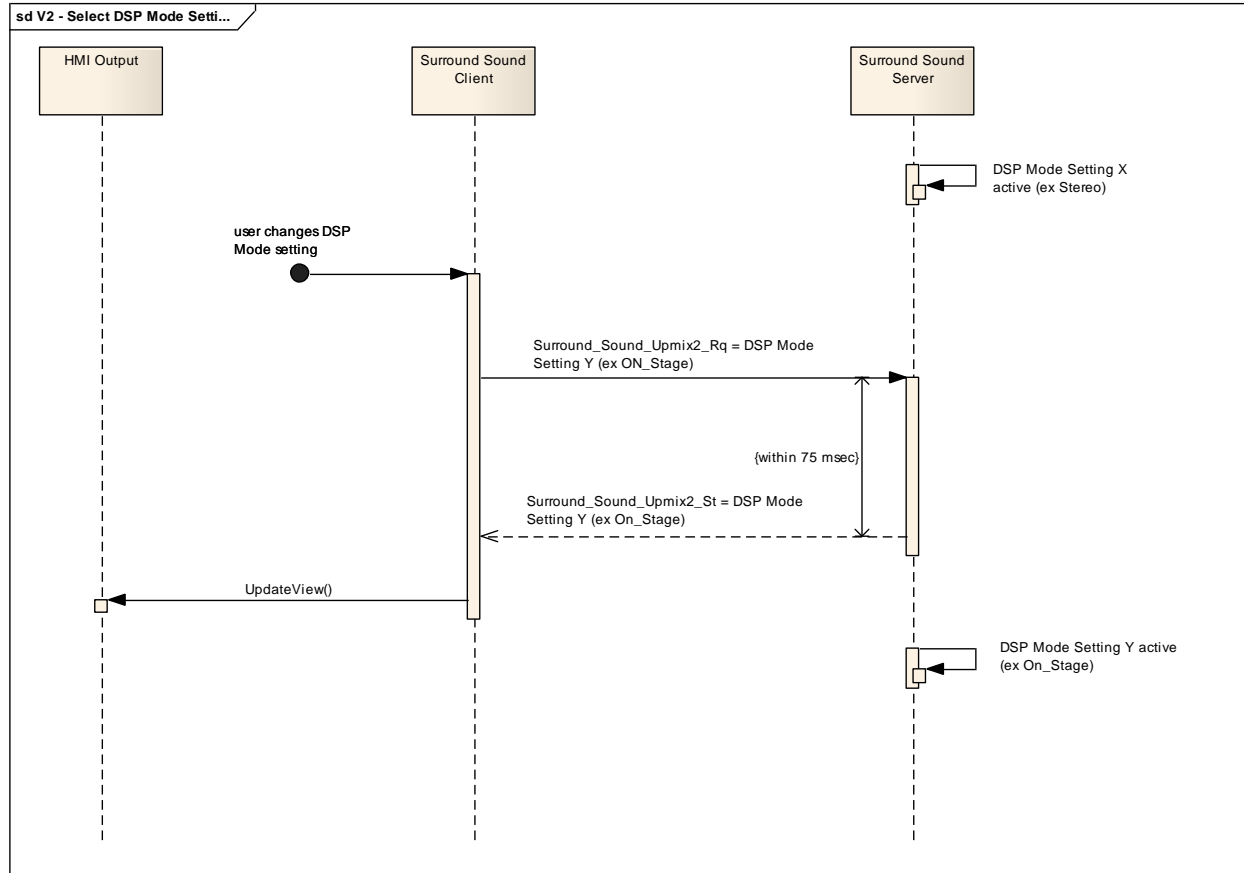 sd V2 - Select DSP Mode Setti...
HMI Output
Surround Sound
Client
Surround Sound
Server
DSP Mode Setting X
active (ex Stereo)
user changes DSP
Mode setting
Surround_Sound_Upmix2_Rq = DSP Mode
Setting Y (ex ON_Stage)
{within 75 msec}
Surround_Sound_Upmix2_St = DSP Mode
Setting Y (ex On_Stage)
UpdateView()
DSP Mode Setting Y active
(ex On_Stage)